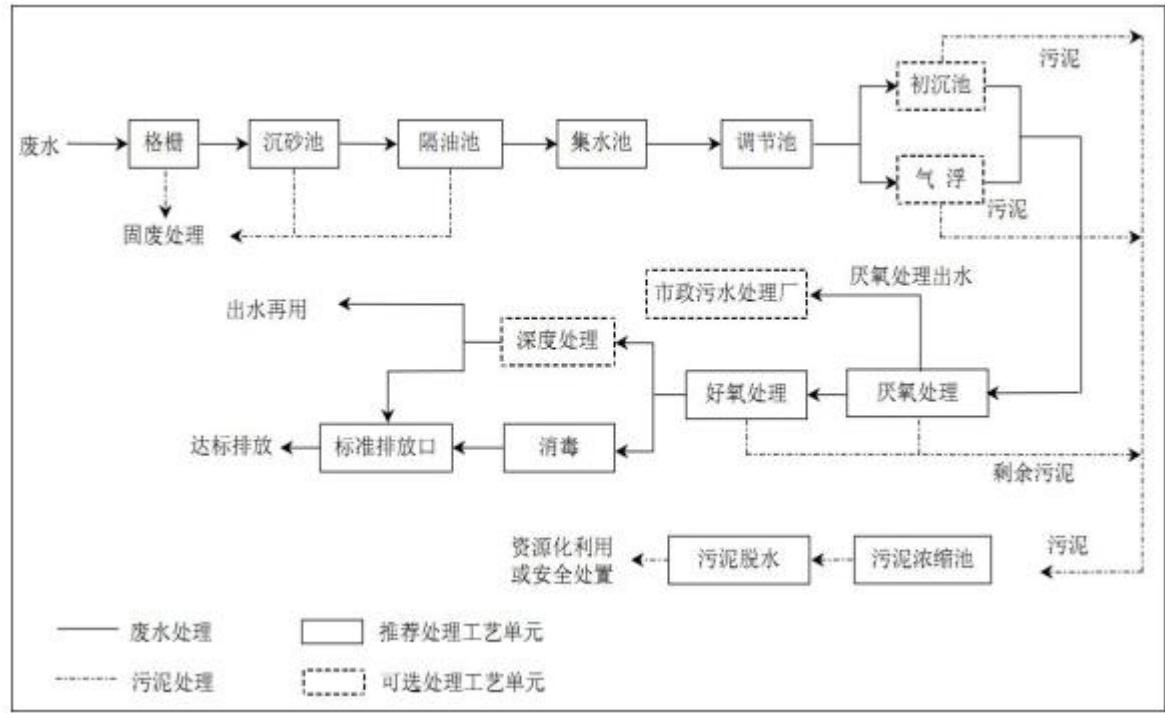 污泥
初沉池
废水
格栅
沉砂池
隔油池
集水池
调节池
气浮
污泥
固废处理
厌氧处理出水
市政污水处理厂
出水再用
深度处理
好氧处理
厌氧处理
达标排放
标准排放口
消毒
剩余污泥
资源化利用
或安全处置
污泥脱水
污泥浓缩池
污泥
废水处理
推荐处理工艺单元
污泥处理
可选处理工艺单元